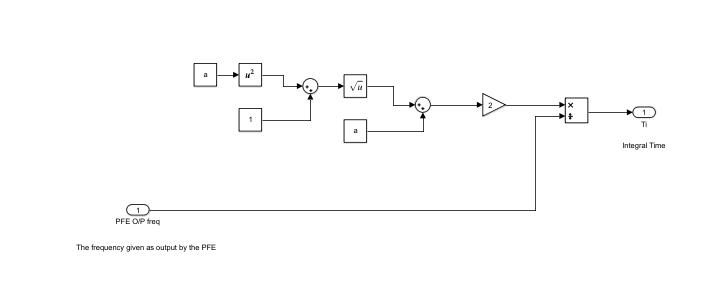 a
u²
1
√u
a
2
×
÷
1
Ti
Integral Time
1
PFE O/P freq
The frequency given as output by the PFE